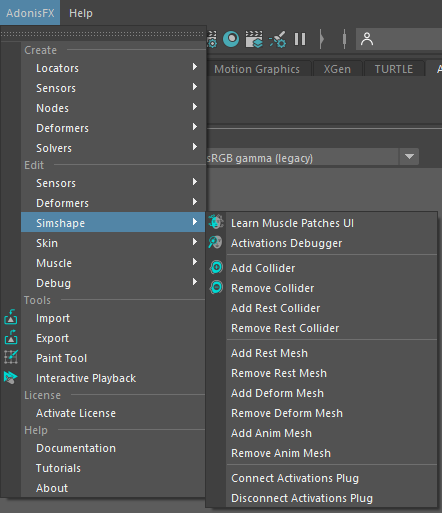 AdonisFX Help
Create
Locators
Sensors
Nodes
Deformers
Solvers
Edit
Sensors
Deformers
Simshape
Skin
Muscle
Debug
Tools
Import
Export
Paint Tool
Interactive Playback
License
Activate License
Help
Documentation
Tutorials
About
Motion Graphics XGen TURTLE
sRGB gamma (legacy)
Learn Muscle Patches UI
Activations Debugger
Add Collider
Remove Collider
Add Rest Collider
Remove Rest Collider
Add Rest Mesh
Remove Rest Mesh
Add Deform Mesh
Remove Deform Mesh
Add Anim Mesh
Remove Anim Mesh
Connect Activations Plug
Disconnect Activations Plug